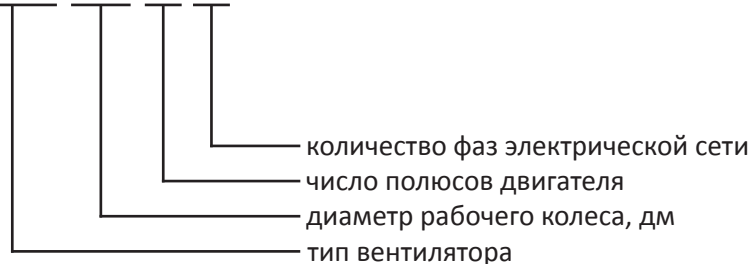 количество фаз электрической сети
число полюсов двигателя
диаметр рабочего колеса, дм
тип вентилятора